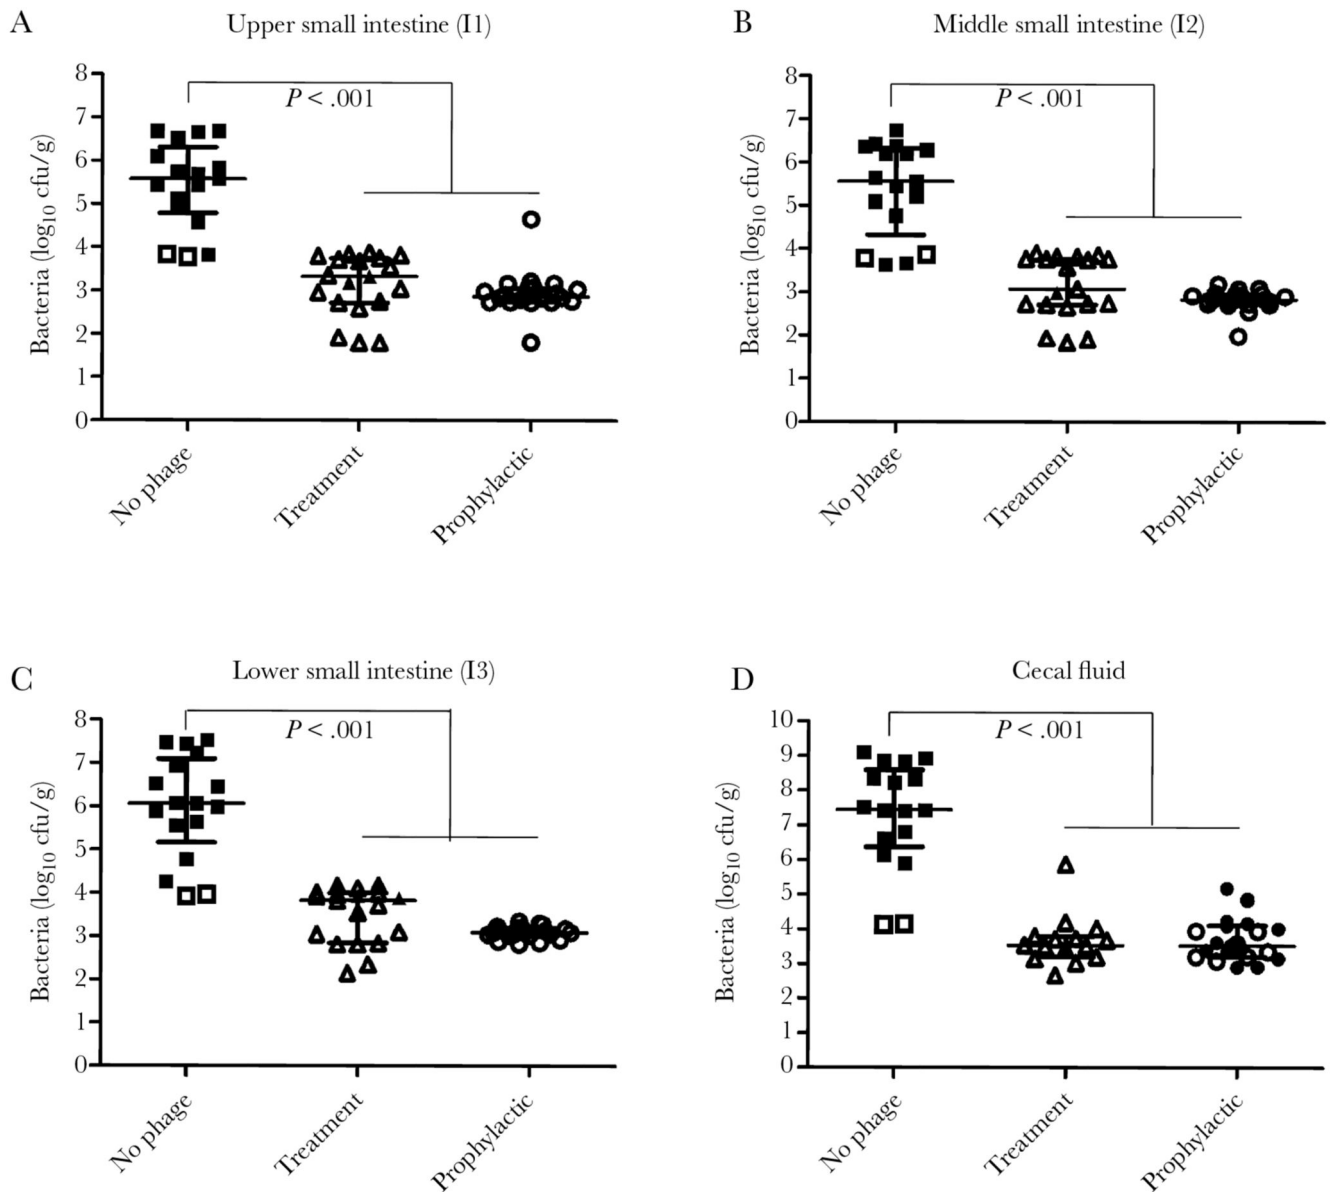 A
Upper small intestine (I1)
8
7
6
5
4
3
2
1
0
Bacteria (log10 cfu/g)
P < .001
No phage
Treatment
Prophylactic
B
Middle small intestine (I2)
8
7
6
5
4
3
2
1
0
Bacteria (log10 cfu/g)
P < .001
No phage
Treatment
Prophylactic
C
Lower small intestine (I3)
8
7
6
5
4
3
2
1
0
Bacteria (log10 cfu/g)
P < .001
No phage
Treatment
Prophylactic
D
Cecal fluid
10
9
8
7
6
5
4
3
2
1
0
Bacteria (log10 cfu/g)
P < .001
No phage
Treatment
Prophylactic